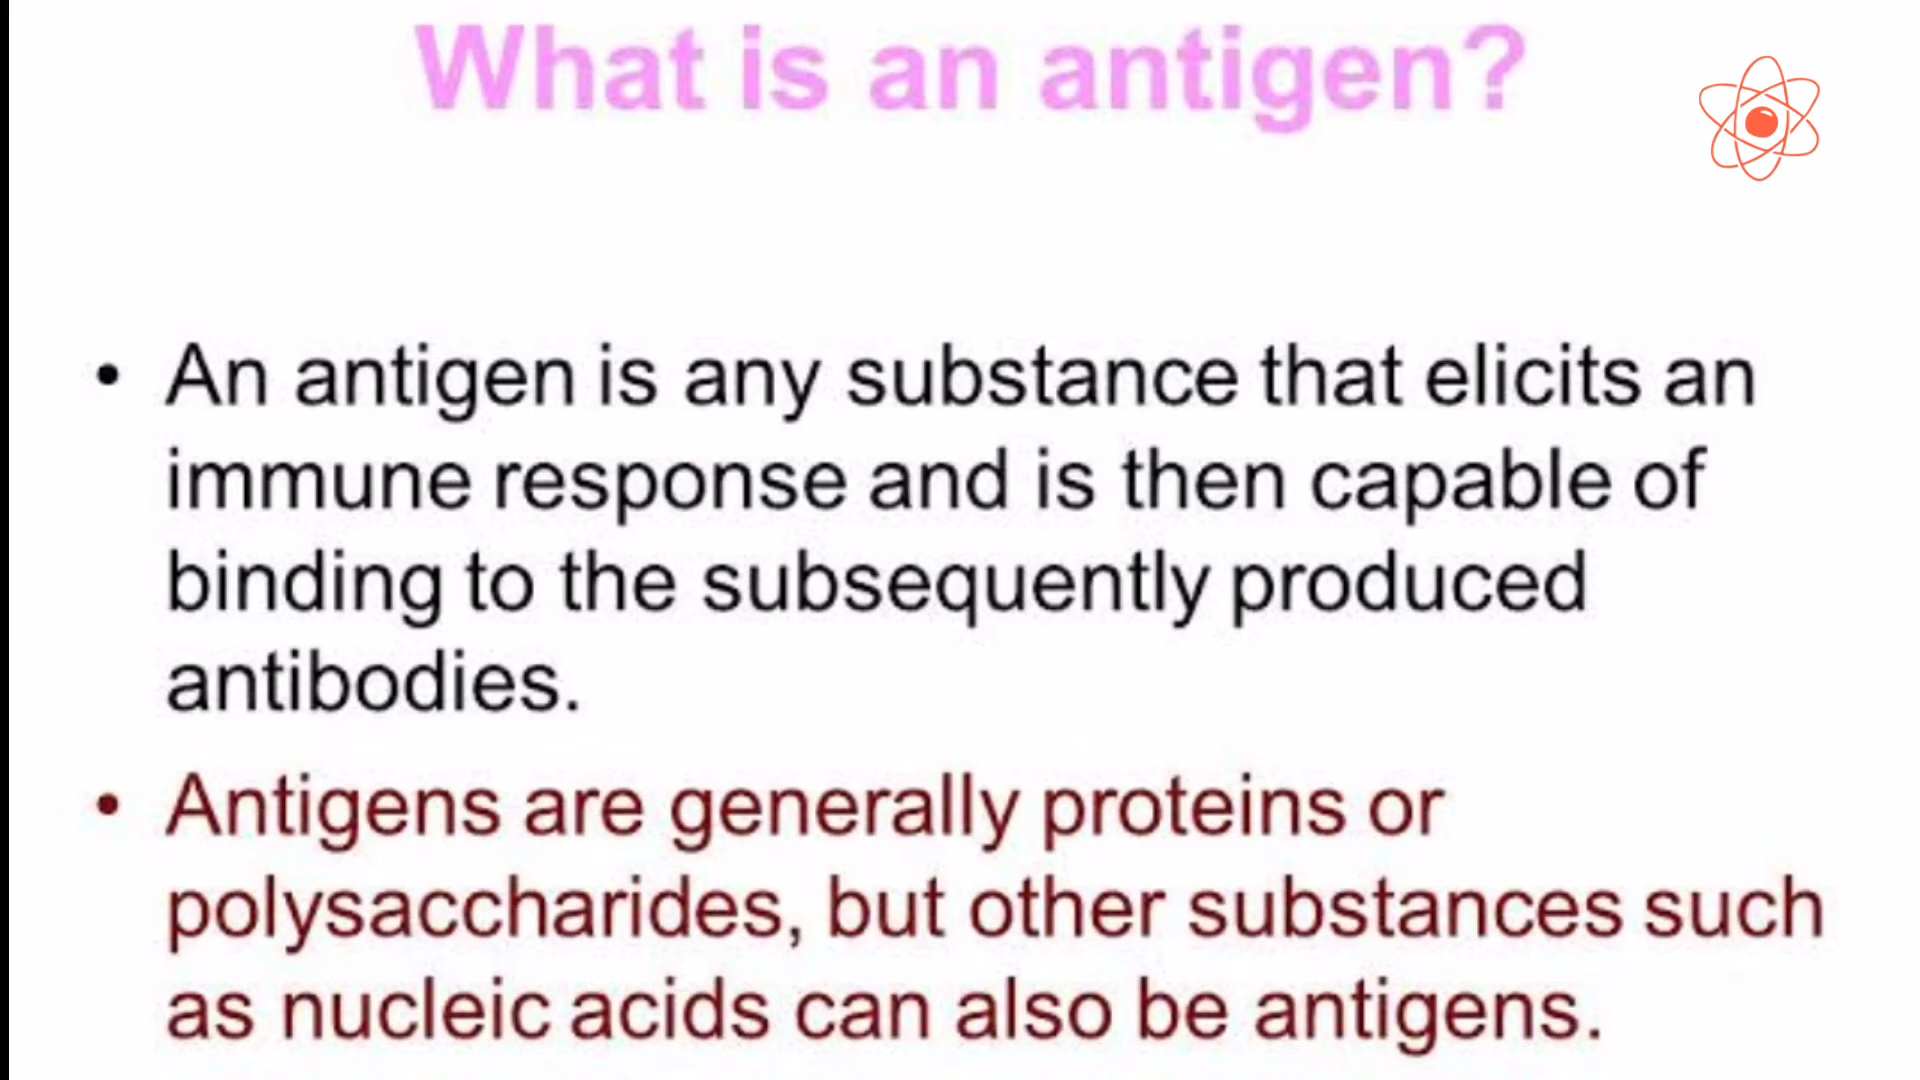 What is an antigen?
• An antigen is any substance that elicits an
immune response and is then capable of
binding to the subsequently produced
antibodies.
• Antigens are generally proteins or
polysaccharides, but other substances such
as nucleic acids can also be antigens.